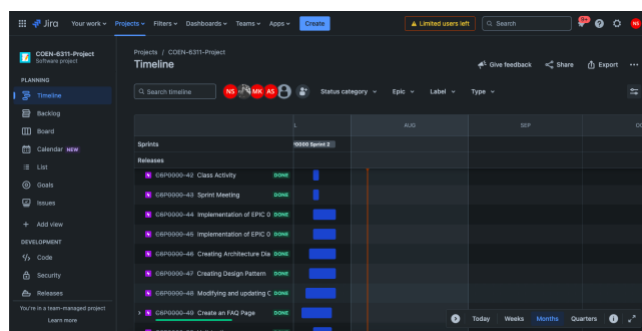 Jira
Your work
Projects
Filters
Dashboards
Teams
Apps
Create
Limited users left
Search
9+
NS
COEN-6311-Project
Software project
Projects / COEN-6311-Project
Timeline
Give feedback
Share
Export
PLANNING
Timeline
Backlog
Board
Calendar NEW
List
Goals
Issues
Add view
DEVELOPMENT
Code
Security
Releases
You're in a team-managed project
Learn more
Search timeline
NS
MK
AS
Status category
Epic
Label
Type
AUG
SEP
Sprints
Sprint 2
Releases
C6P0000-42 Class Activity DONE
C6P0000-43 Sprint Meeting DONE
C6P0000-44 Implementation of EPIC 0 DONE
C6P0000-45 Implementation of EPIC 0 DONE
C6P0000-46 Creating Architecture Dia DONE
C6P0000-47 Creating Design Pattern DONE
C6P0000-48 Modifying and updating C DONE
C6P0000-49 Create an FAQ Page DONE
Today
Weeks
Months
Quarters